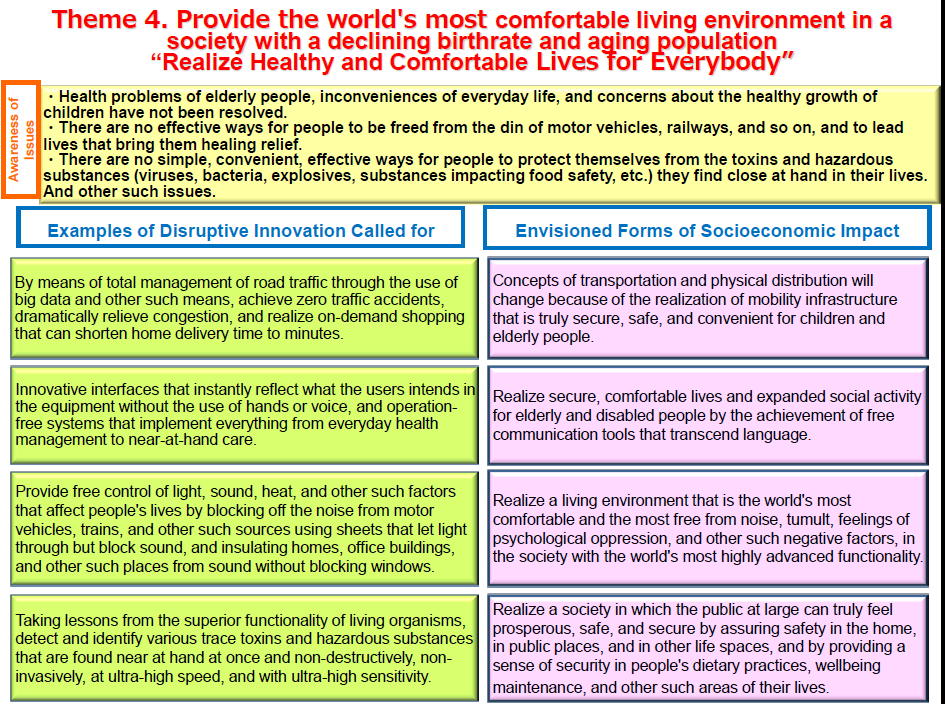 Theme 4. Provide the world's most comfortable living environment in a
society with a declining birthrate and aging population
“Realize Healthy and Comfortable Lives for Everybody”
Awareness of
Issues
・Health problems of elderly people, inconveniences of everyday life, and concerns about the healthy growth of
children have not been resolved.
・There are no effective ways for people to be freed from the din of motor vehicles, railways, and so on, and to lead
lives that bring them healing relief.
・There are no simple, convenient, effective ways for people to protect themselves from the toxins and hazardous
substances (viruses, bacteria, explosives, substances impacting food safety, etc.) they find close at hand in their lives.
And other such issues.
Examples of Disruptive Innovation Called for
Envisioned Forms of Socioeconomic Impact
By means of total management of road traffic through the use of
big data and other such means, achieve zero traffic accidents,
dramatically relieve congestion, and realize on-demand shopping
that can shorten home delivery time to minutes.
Concepts of transportation and physical distribution will
change because of the realization of mobility infrastructure
that is truly secure, safe, and convenient for children and
elderly people.
Innovative interfaces that instantly reflect what the users intends in
the equipment without the use of hands or voice, and operation-
free systems that implement everything from everyday health
management to near-at-hand care.
Realize secure, comfortable lives and expanded social activity
for elderly and disabled people by the achievement of free
communication tools that transcend language.
Provide free control of light, sound, heat, and other such factors
that affect people's lives by blocking off the noise from motor
vehicles, trains, and other such sources using sheets that let light
through but block sound, and insulating homes, office buildings,
and other such places from sound without blocking windows.
Realize a living environment that is the world's most
comfortable and the most free from noise, tumult, feelings of
psychological oppression, and other such negative factors, in
the society with the world's most highly advanced functionality.
Taking lessons from the superior functionality of living organisms,
detect and identify various trace toxins and hazardous substances
that are found near at hand at once and non-destructively, non-
invasively, at ultra-high speed, and with ultra-high sensitivity.
Realize a society in which the public at large can truly feel
prosperous, safe, and secure by assuring safety in the home,
in public places, and in other life spaces, and by providing a
sense of security in people's dietary practices, wellbeing
maintenance, and other such areas of their lives.